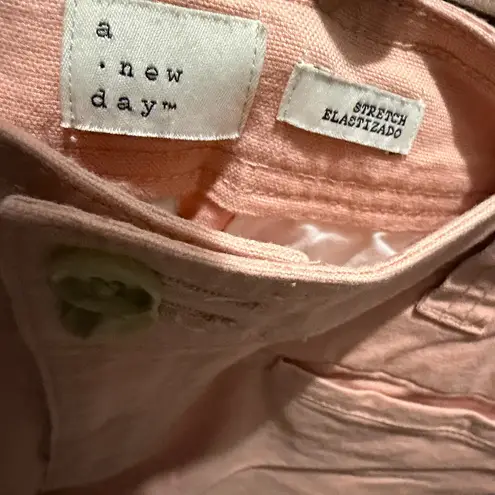 a
· new
day™
STRETCH
ELASTIZADO